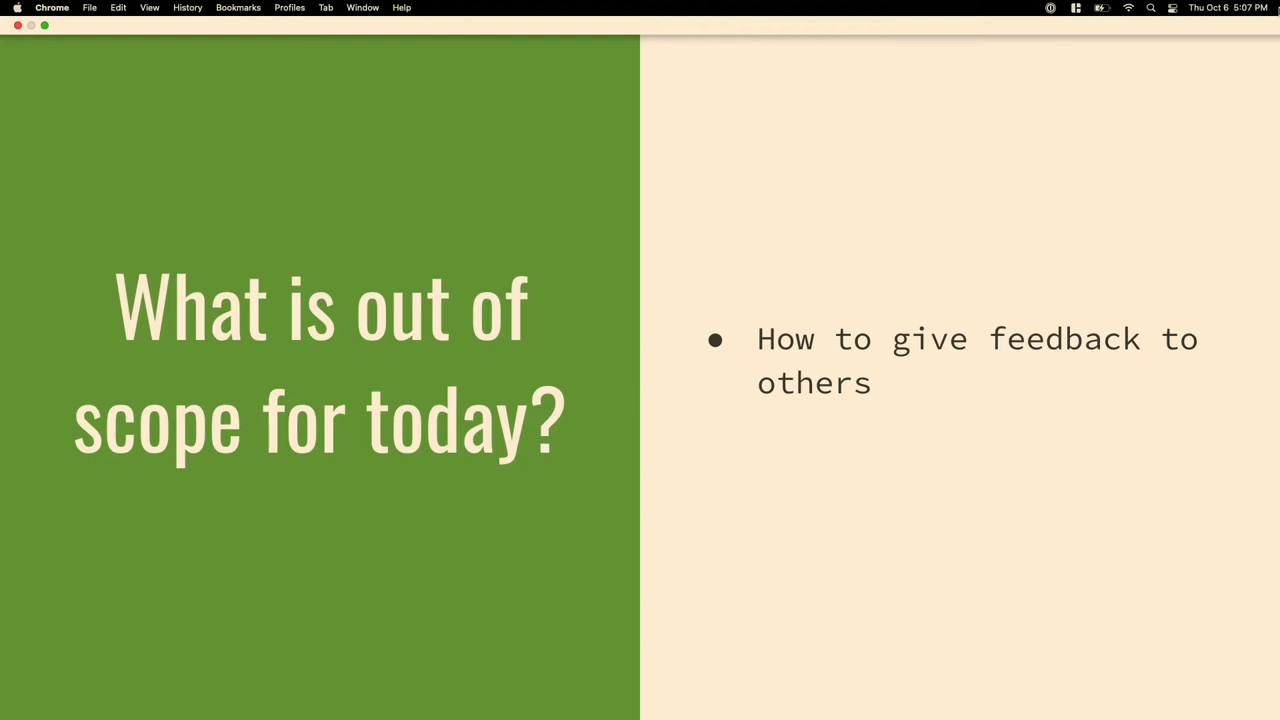 Chrome File Edit View History Bookmarks Profiles Tab Window Help Thu Oct 6 5:07 PM
What is out of
scope for today?
● How to give feedback to
others